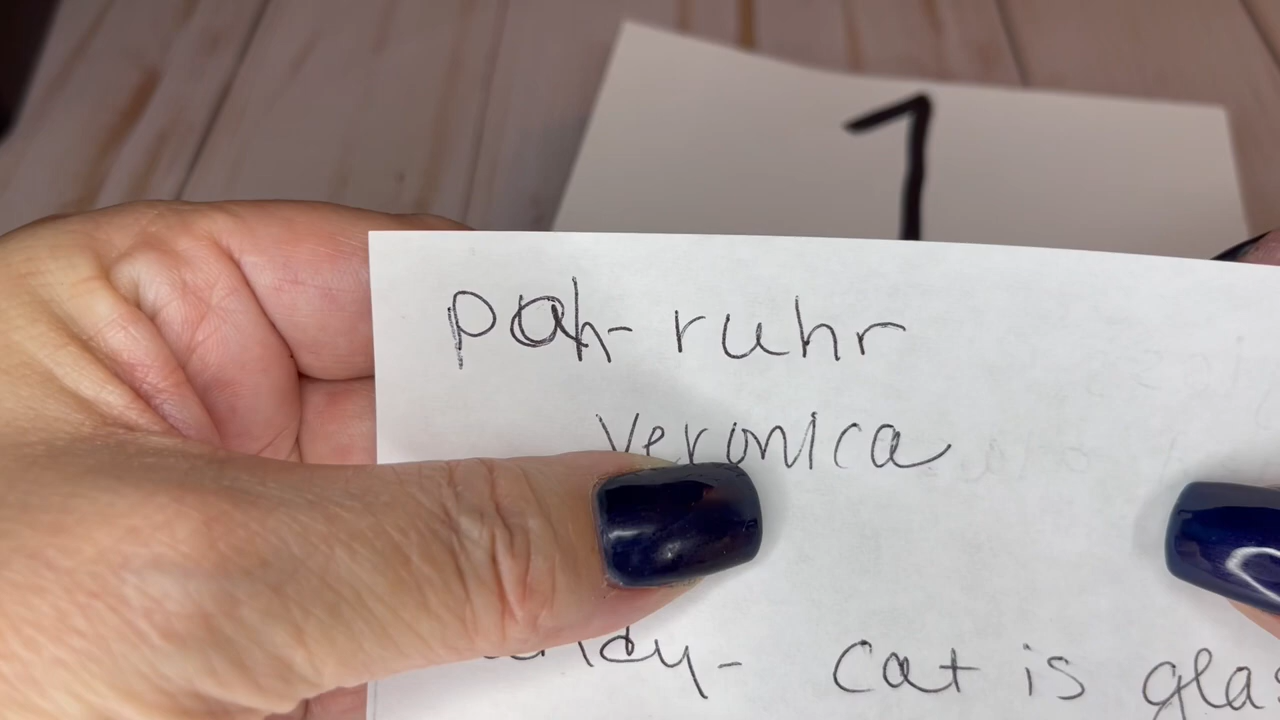 1
pah-ruhr
veronica
cat is